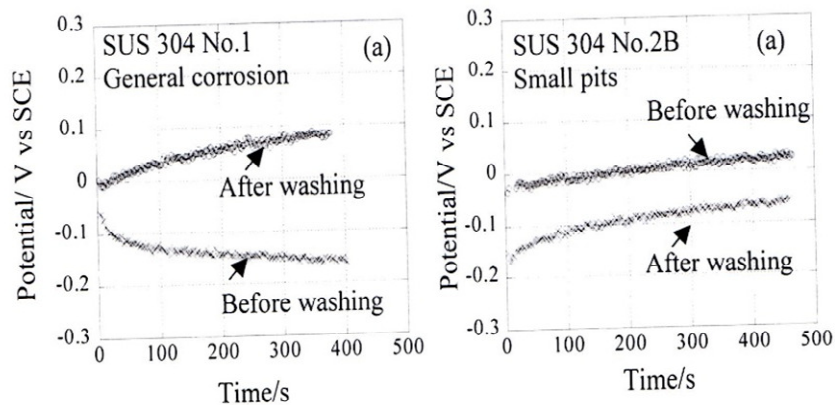 SUS 304 No.1
(a)
General corrosion
After washing
Before washing
0.3
0.2
0.1
0
-0.1
-0.2
-0.3
0
100
200
300
400
500
Potential/ V vs SCE
Time/s
SUS 304 No.2B
(a)
Small pits
Before washing
After washing
0.3
0.2
0.1
0
-0.1
-0.2
-0.3
0
100
200
300
400
500
Potential/V vs SCE
Time/s